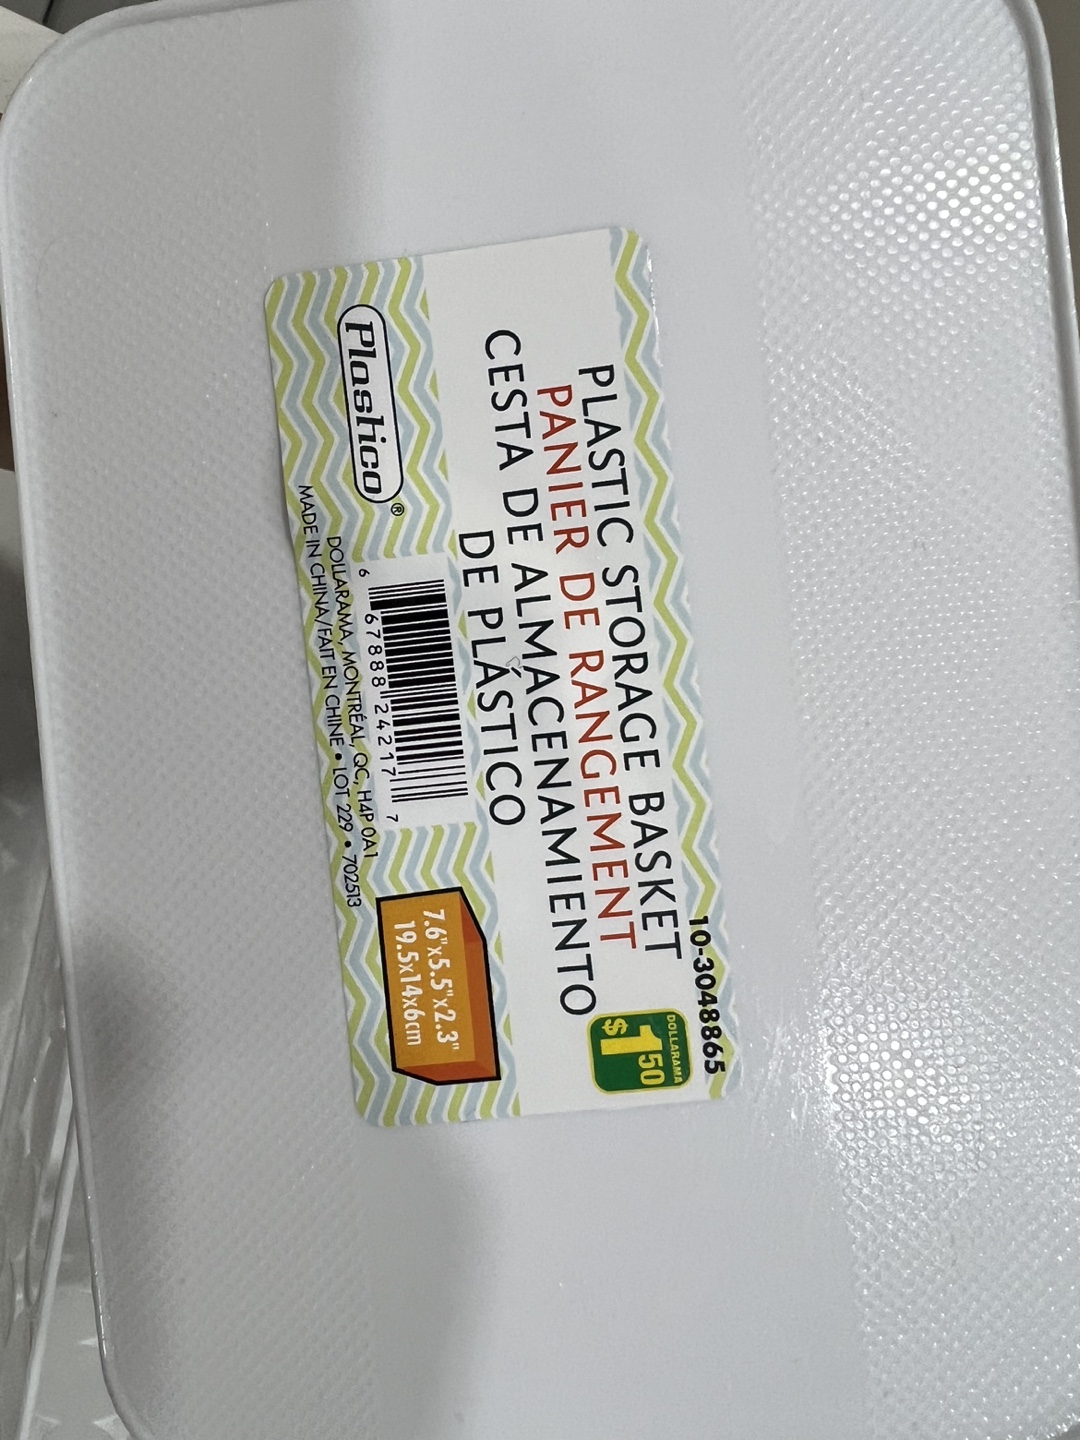 10-3048865
PLASTIC STORAGE BASKET
PANIER DE RANGEMENT
CESTA DE ALMACENAMIENTO
DE PLÁSTICO
DOLLARAMA
$1.50
Plastico®
6 67888 24217 7
7.6"x5.5"x2.3"
19.5x14x6cm
DOLLARAMA, MONTRÉAL, QC, H4P 0A1
MADE IN CHINA/FAIT EN CHINE • LOT 229 • 702513